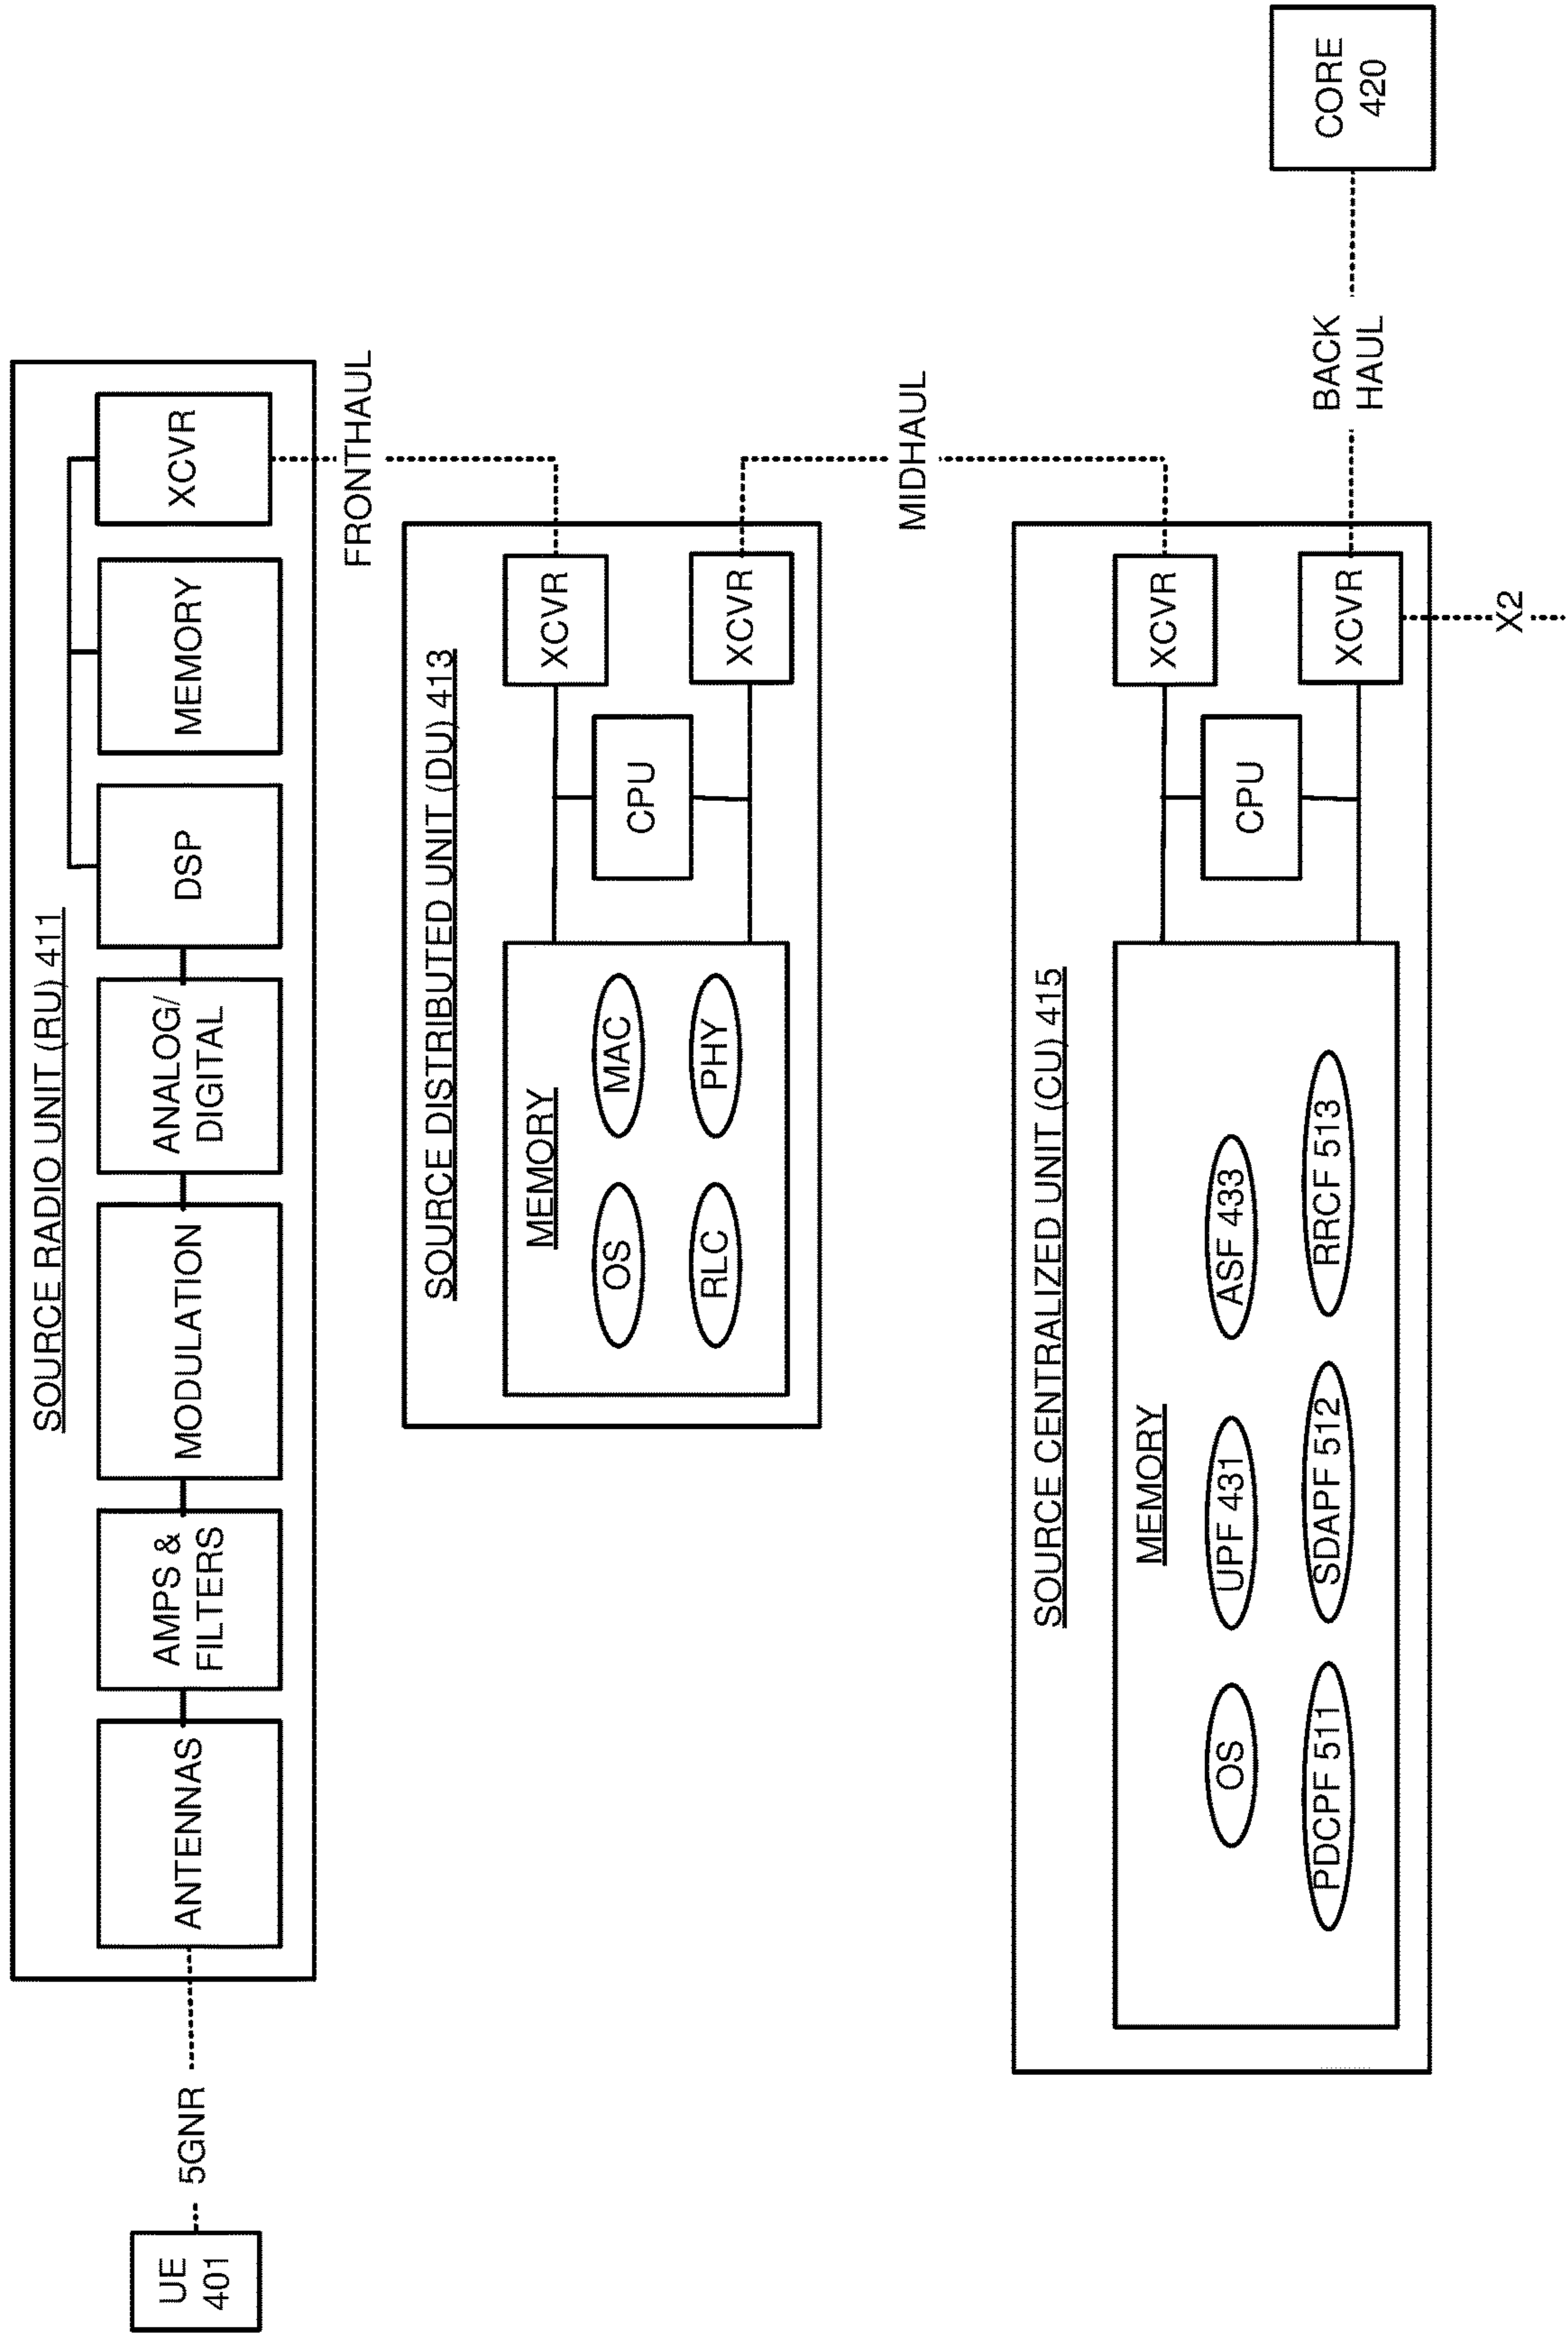 SOURCE RADIO UNIT (RU) 411
UE
401
5GNR
ANTENNAS
AMPS &
FILTERS
MODULATION
ANALOG/
DIGITAL
DSP
MEMORY
XCVR
FRONTHAUL
SOURCE DISTRIBUTED UNIT (DU) 413
MEMORY
OS
MAC
RLC
PHY
CPU
XCVR
XCVR
MIDHAUL
SOURCE CENTRALIZED UNIT (CU) 415
MEMORY
OS
UPF 431
ASF 433
PDCPF 511
SDAPF 512
RRCF 513
CPU
XCVR
XCVR
BACK
HAUL
CORE
420
X2